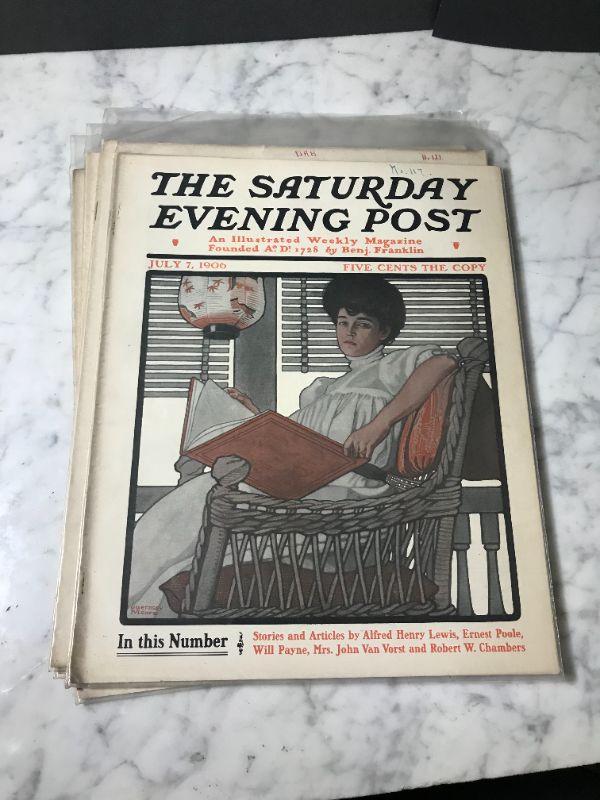 THE SATURDAY
EVENING POST
An Illustrated Weekly Magazine
Founded A.º D.ⁱ 1728 by Benj. Franklin
JULY 7, 1906
FIVE CENTS THE COPY
Guernsey
Moore
In this Number
Stories and Articles by Alfred Henry Lewis, Ernest Poole,
Will Payne, Mrs. John Van Vorst and Robert W. Chambers